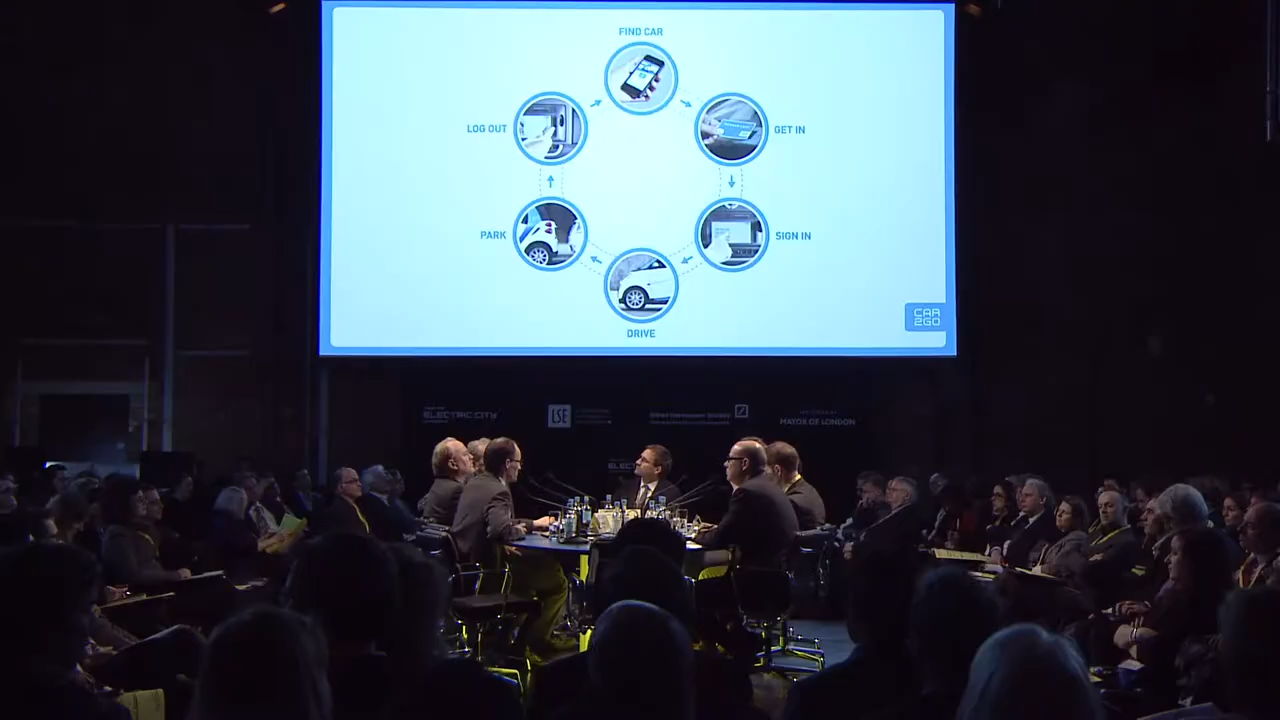 FIND CAR
LOG OUT
GET IN
PARK
SIGN IN
DRIVE
CAR
2GO
ELECTRIC CITY
LSE
MAYOR OF LONDON